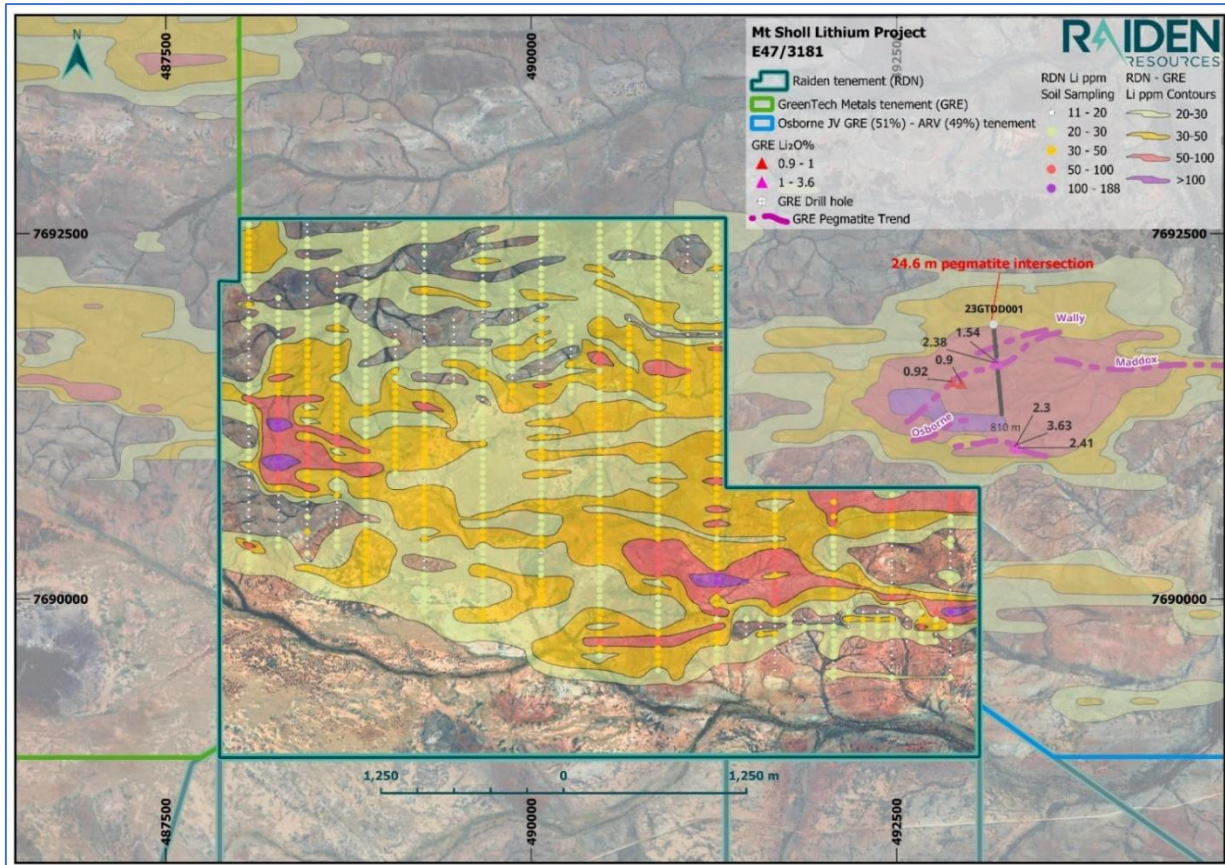 Mt Sholl Lithium Project
E47/3181
RAIDEN
RESOURCES
Raiden tenement (RDN)
GreenTech Metals tenement (GRE)
Osborne JV GRE (51%) - ARV (49%) tenement
GRE Li₂O%
0.9 - 1
1 - 3.6
GRE Drill hole
GRE Pegmatite Trend
RDN Li ppm
Soil Sampling
11 - 20
20 - 30
30 - 50
50 - 100
100 - 188
RDN - GRE
Li ppm Contours
20-30
30-50
50-100
>100
N
487500
490000
492500
7692500
7692500
24.6 m pegmatite intersection
23GTDD001
Wally
1.54
2.38
0.9
0.92
Maddox
Osborne
810 m
2.3
3.63
2.41
7690000
7690000
1,250
0
1,250 m
487500
490000
492500